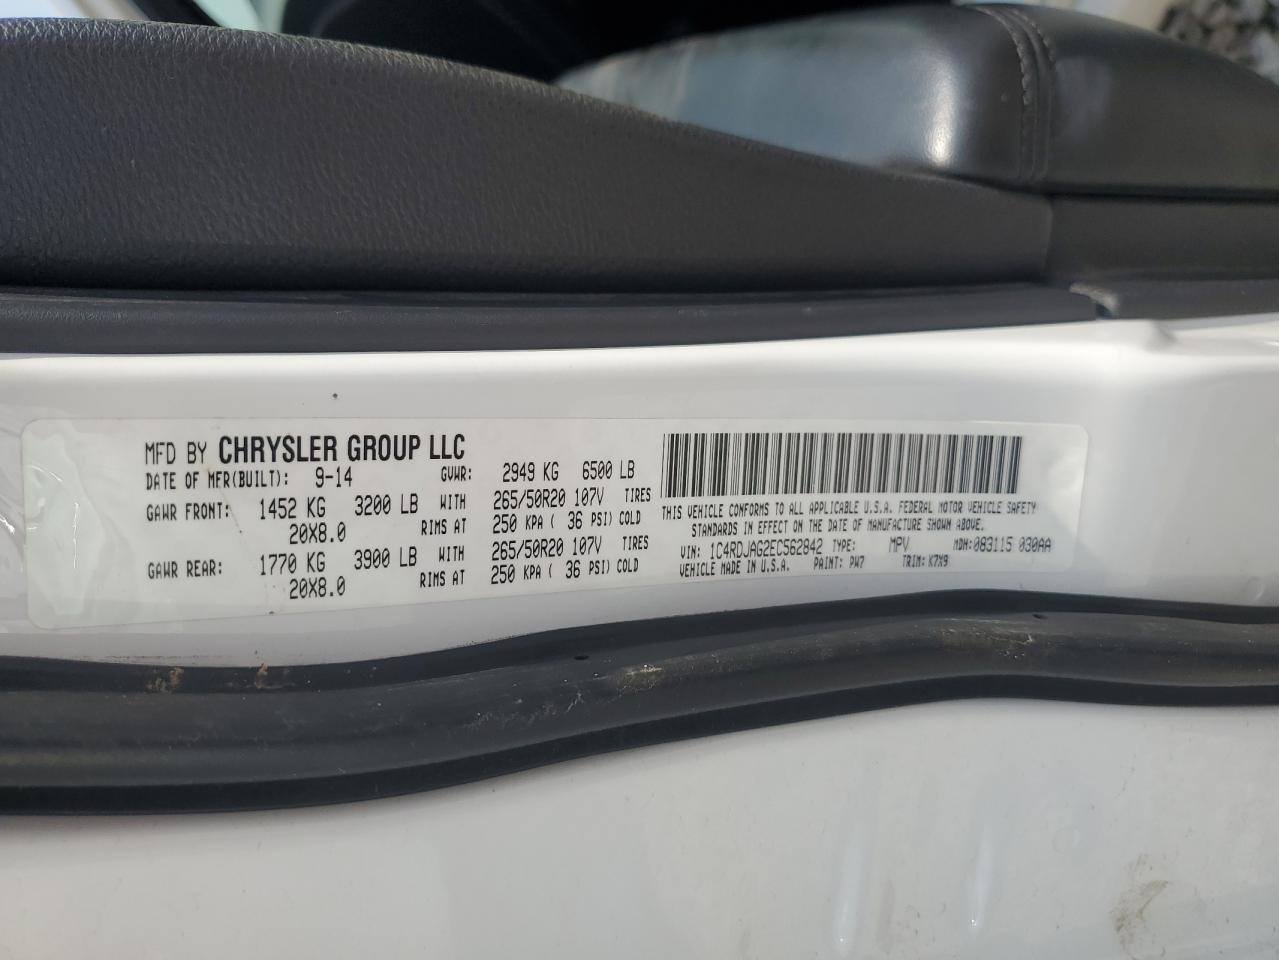 MFD BY CHRYSLER GROUP LLC
DATE OF MFR(BUILT): 9-14 GVWR: 2949 KG 6500 LB
GAWR FRONT: 1452 KG 3200 LB WITH 265/50R20 107V TIRES
20X8.0 RIMS AT 250 KPA ( 36 PSI) COLD
GAWR REAR: 1770 KG 3900 LB WITH 265/50R20 107V TIRES
20X8.0 RIMS AT 250 KPA ( 36 PSI) COLD
THIS VEHICLE CONFORMS TO ALL APPLICABLE U.S.A. FEDERAL MOTOR VEHICLE SAFETY
STANDARDS IN EFFECT ON THE DATE OF MANUFACTURE SHOWN ABOVE.
VIN: 1C4RDJAG2EC562842 TYPE: MPV MDH: 083115 030AA
VEHICLE MADE IN U.S.A. PAINT: PW7 TRIM: K7X9